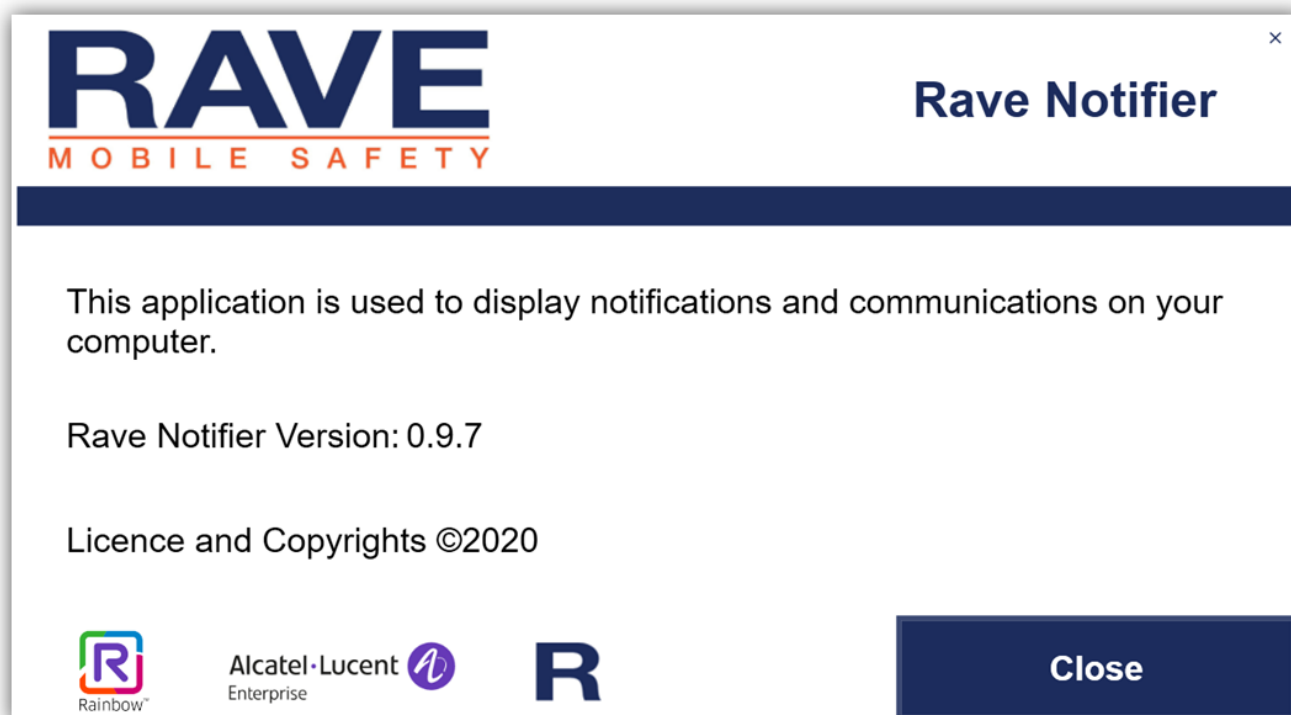 RAVE
MOBILE SAFETY
×
Rave Notifier
This application is used to display notifications and communications on your
computer.
Rave Notifier Version: 0.9.7
Licence and Copyrights ©2020
R
Rainbow™
Alcatel·Lucent
Enterprise
R
Close